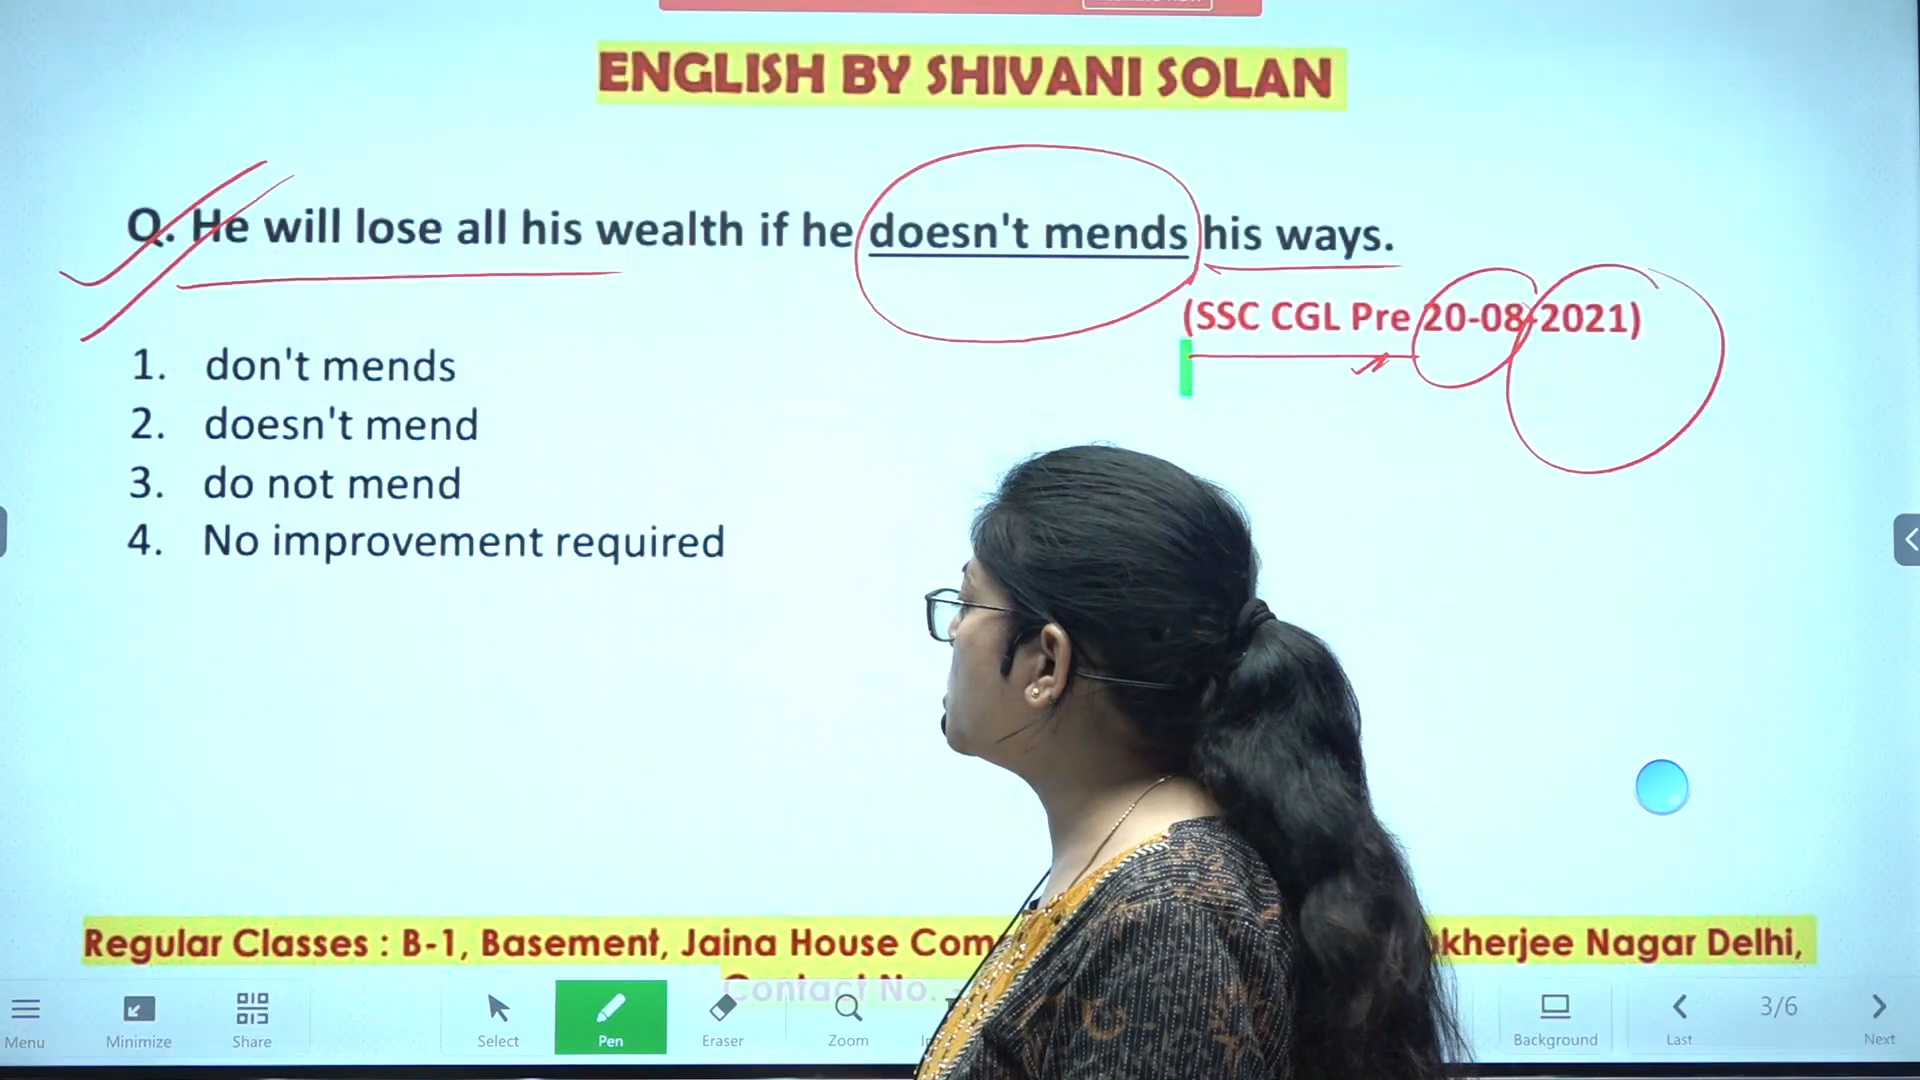 ENGLISH BY SHIVANI SOLAN
Q. He will lose all his wealth if he doesn't mends his ways.
(SSC CGL Pre 20-08-2021)
1. don't mends
2. doesn't mend
3. do not mend
4. No improvement required
Regular Classes : B-1, Basement, Jaina House Com kherjee Nagar Delhi,
Contact No.
Menu Minimize Share Select Pen Eraser Zoom Background Last 3/6 Next